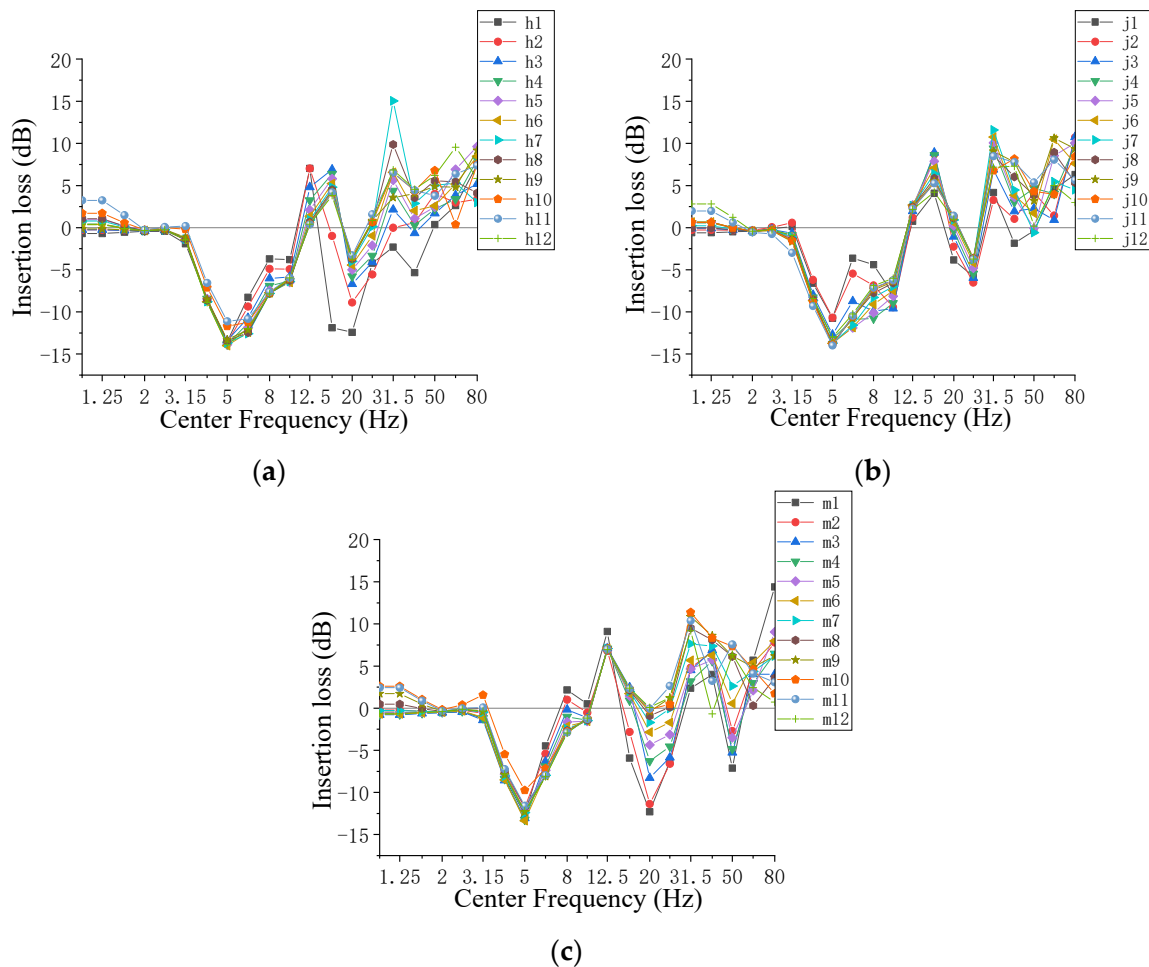 h1
h2
h3
h4
h5
h6
h7
h8
h9
h10
h11
h12
20
15
10
5
0
-5
-10
-15
Insertion loss (dB)
1.25 2 3.15 5 8 12.5 20 31.5 50 80
Center Frequency (Hz)
(a)
j1
j2
j3
j4
j5
j6
j7
j8
j9
j10
j11
j12
20
15
10
5
0
-5
-10
-15
Insertion loss (dB)
1.25 2 3.15 5 8 12.5 20 31.5 50 80
Center Frequency (Hz)
(b)
m1
m2
m3
m4
m5
m6
m7
m8
m9
m10
m11
m12
20
15
10
5
0
-5
-10
-15
Insertion loss (dB)
1.25 2 3.15 5 8 12.5 20 31.5 50 80
Center Frequency (Hz)
(c)